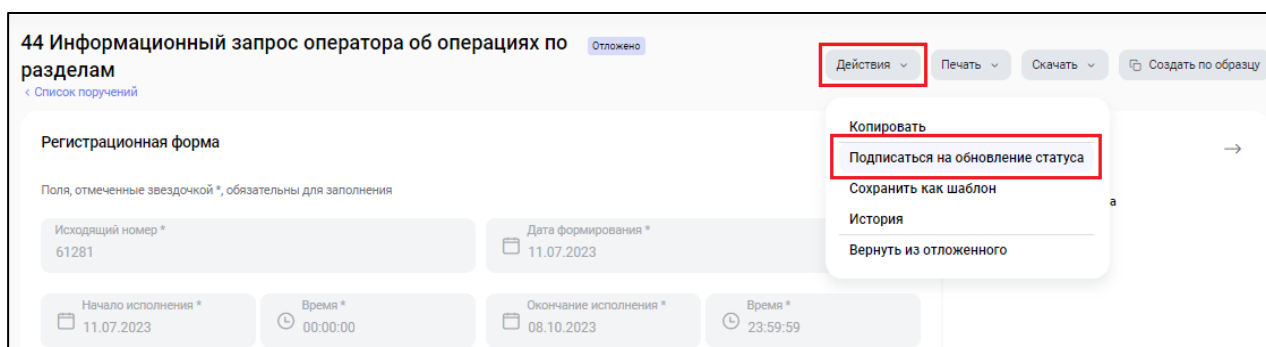 44 Информационный запрос оператора об операциях по
разделам
Отложено
Действия
Печать
Скачать
Создать по образцу
< Список поручений
Копировать
Подписаться на обновление статуса
Сохранить как шаблон
История
Вернуть из отложенного
а
Регистрационная форма
Поля, отмеченные звездочкой *, обязательны для заполнения
Исходящий номер *
61281
Дата формирования *
11.07.2023
Начало исполнения *
11.07.2023
Время *
00:00:00
Окончание исполнения *
08.10.2023
Время *
23:59:59